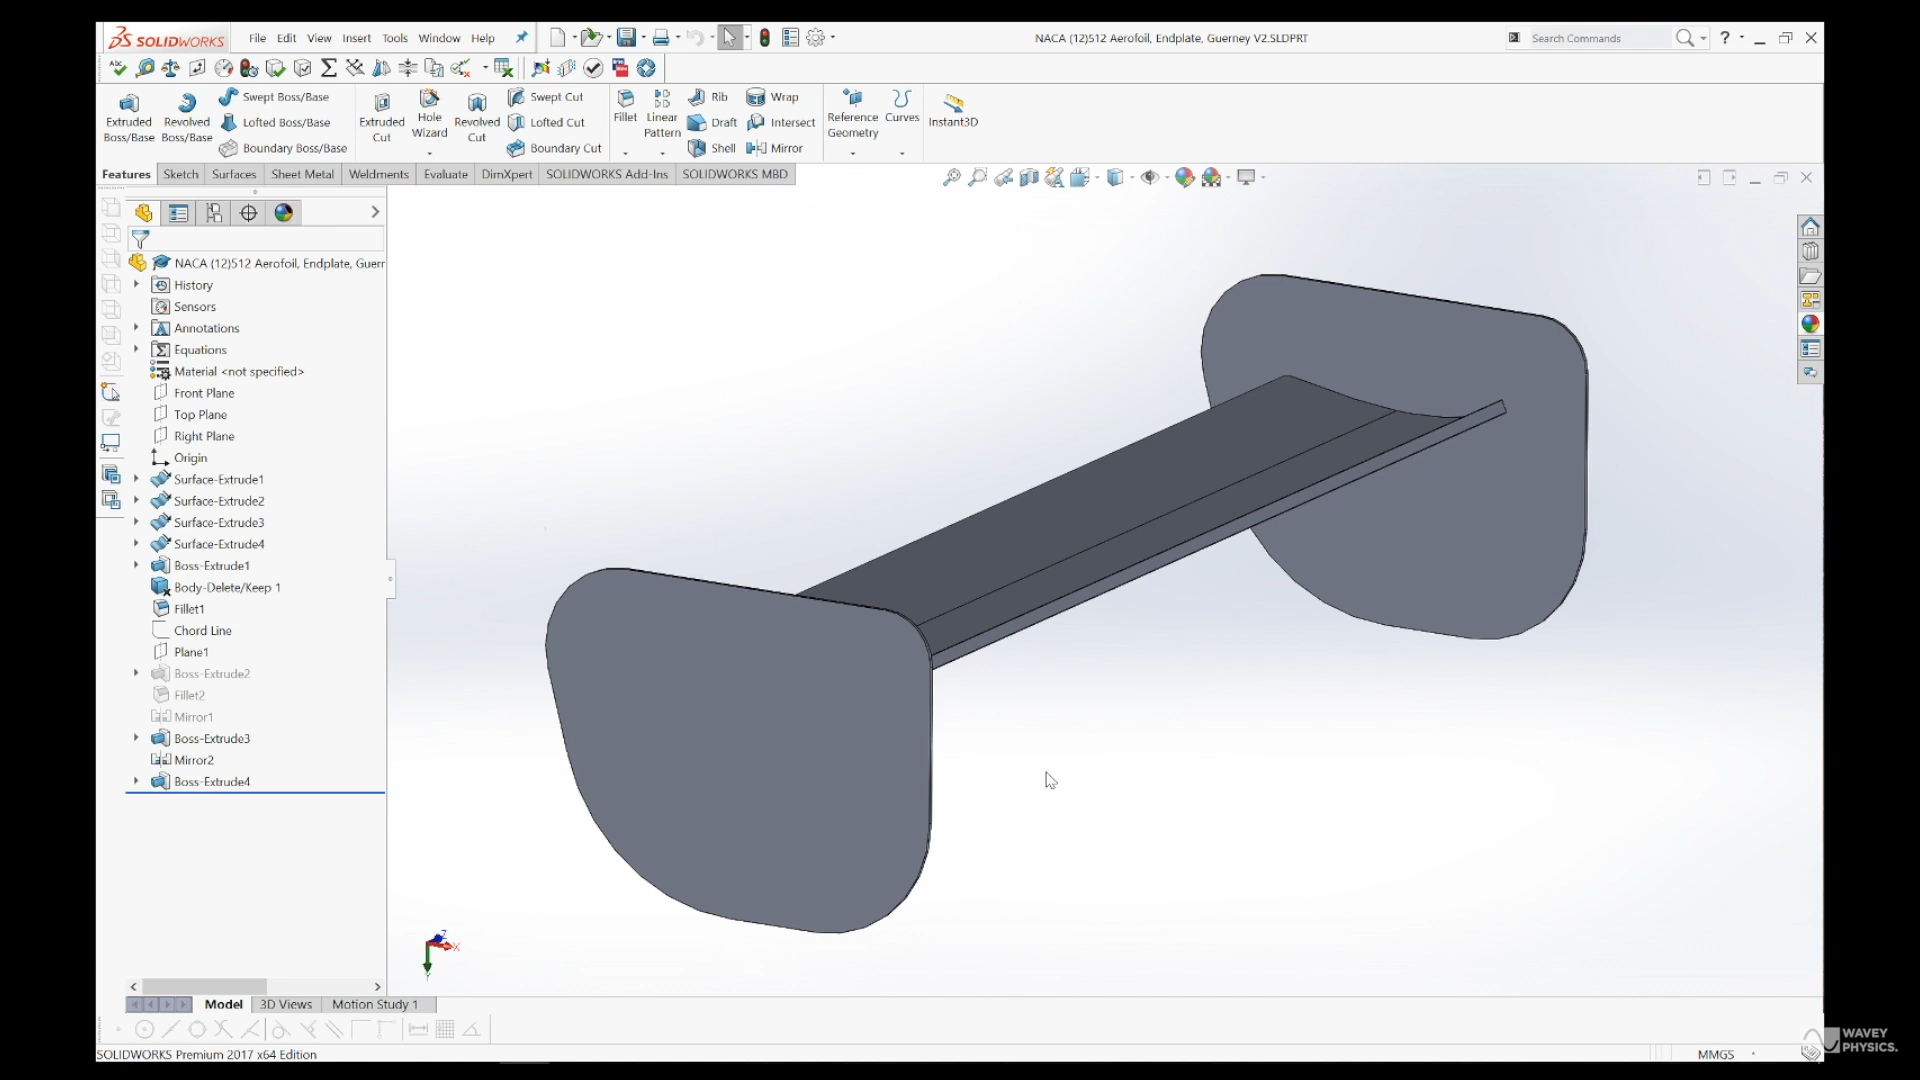 SOLIDWORKS File Edit View Insert Tools Window Help NACA (12)512 Aerofoil, Endplate, Guerney V2.SLDPRT Search Commands ?
Extruded Boss/Base
Revolved Boss/Base
Swept Boss/Base
Lofted Boss/Base
Boundary Boss/Base
Extruded Cut
Hole Wizard
Revolved Cut
Swept Cut
Lofted Cut
Boundary Cut
Fillet
Linear Pattern
Rib
Draft
Shell
Wrap
Intersect
Mirror
Reference Geometry
Curves
Instant3D
Features Sketch Surfaces Sheet Metal Weldments Evaluate DimXpert SOLIDWORKS Add-Ins SOLIDWORKS MBD
NACA (12)512 Aerofoil, Endplate, Guerr
History
Sensors
Annotations
Equations
Material <not specified>
Front Plane
Top Plane
Right Plane
Origin
Surface-Extrude1
Surface-Extrude2
Surface-Extrude3
Surface-Extrude4
Boss-Extrude1
Body-Delete/Keep 1
Fillet1
Chord Line
Plane1
Boss-Extrude2
Fillet2
Mirror1
Boss-Extrude3
Mirror2
Boss-Extrude4
Z
X
Model 3D Views Motion Study 1
SOLIDWORKS Premium 2017 x64 Edition MMGS
WAVEY
PHYSICS.